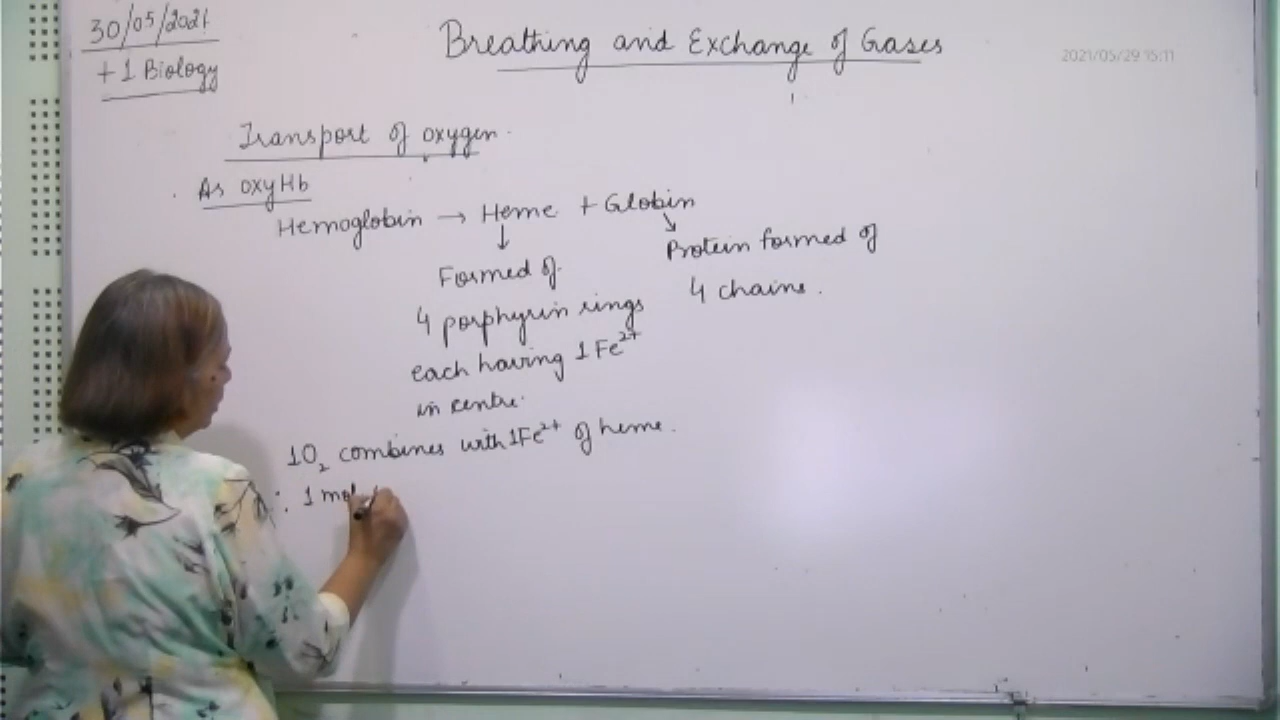 30/05/2021
+1 Biology
Breathing and Exchange of Gases
2021/05/29 15:11
Transport of oxygen.
As oxyHb
Hemoglobin → Heme + Globin
↓ ↘
Formed of
4 porphyrin rings
each having 1 Fe²⁺
in centre.
Protein formed of
4 chains.
1O₂ combines with 1Fe²⁺ of heme.
∴ 1 mol